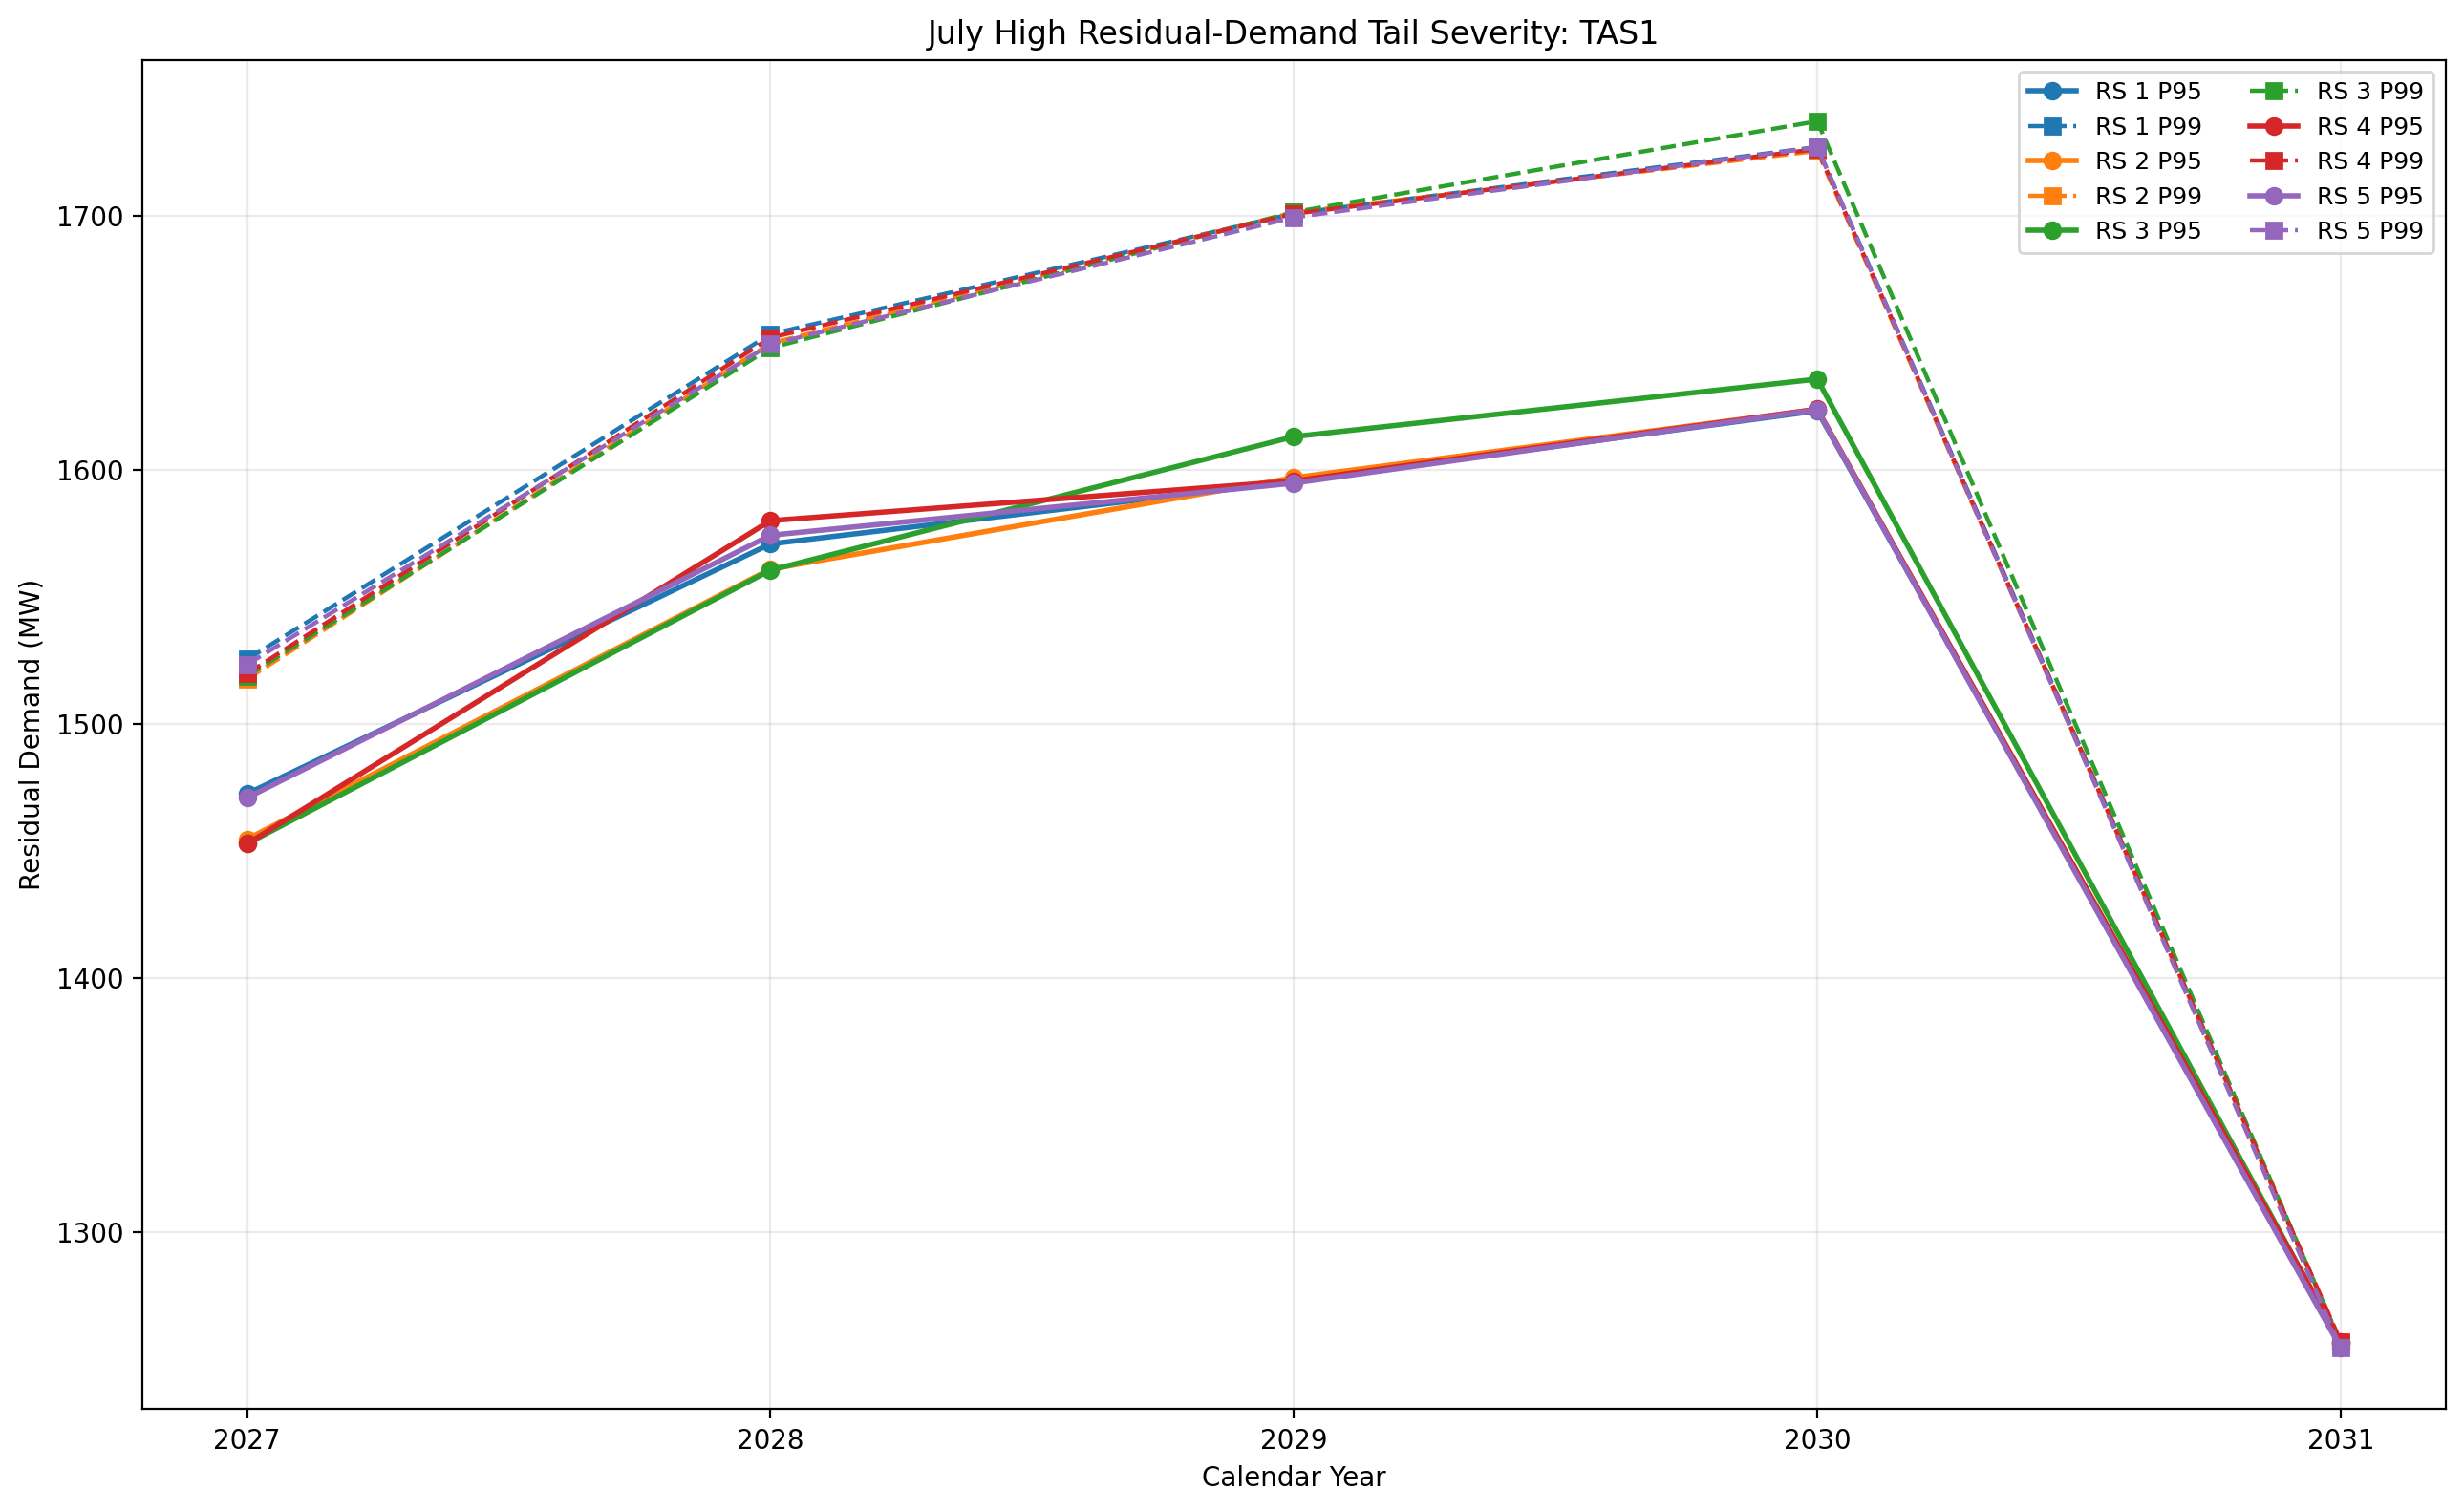 July High Residual-Demand Tail Severity: TAS1
RS 1 P95
RS 1 P99
RS 2 P95
RS 2 P99
RS 3 P95
RS 3 P99
RS 4 P95
RS 4 P99
RS 5 P95
RS 5 P99
Residual Demand (MW)
1700
1600
1500
1400
1300
2027 2028 2029 2030 2031
Calendar Year